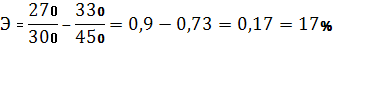 Э = 270/300 − 330/450 = 0,9 − 0,73 = 0,17 = 17%